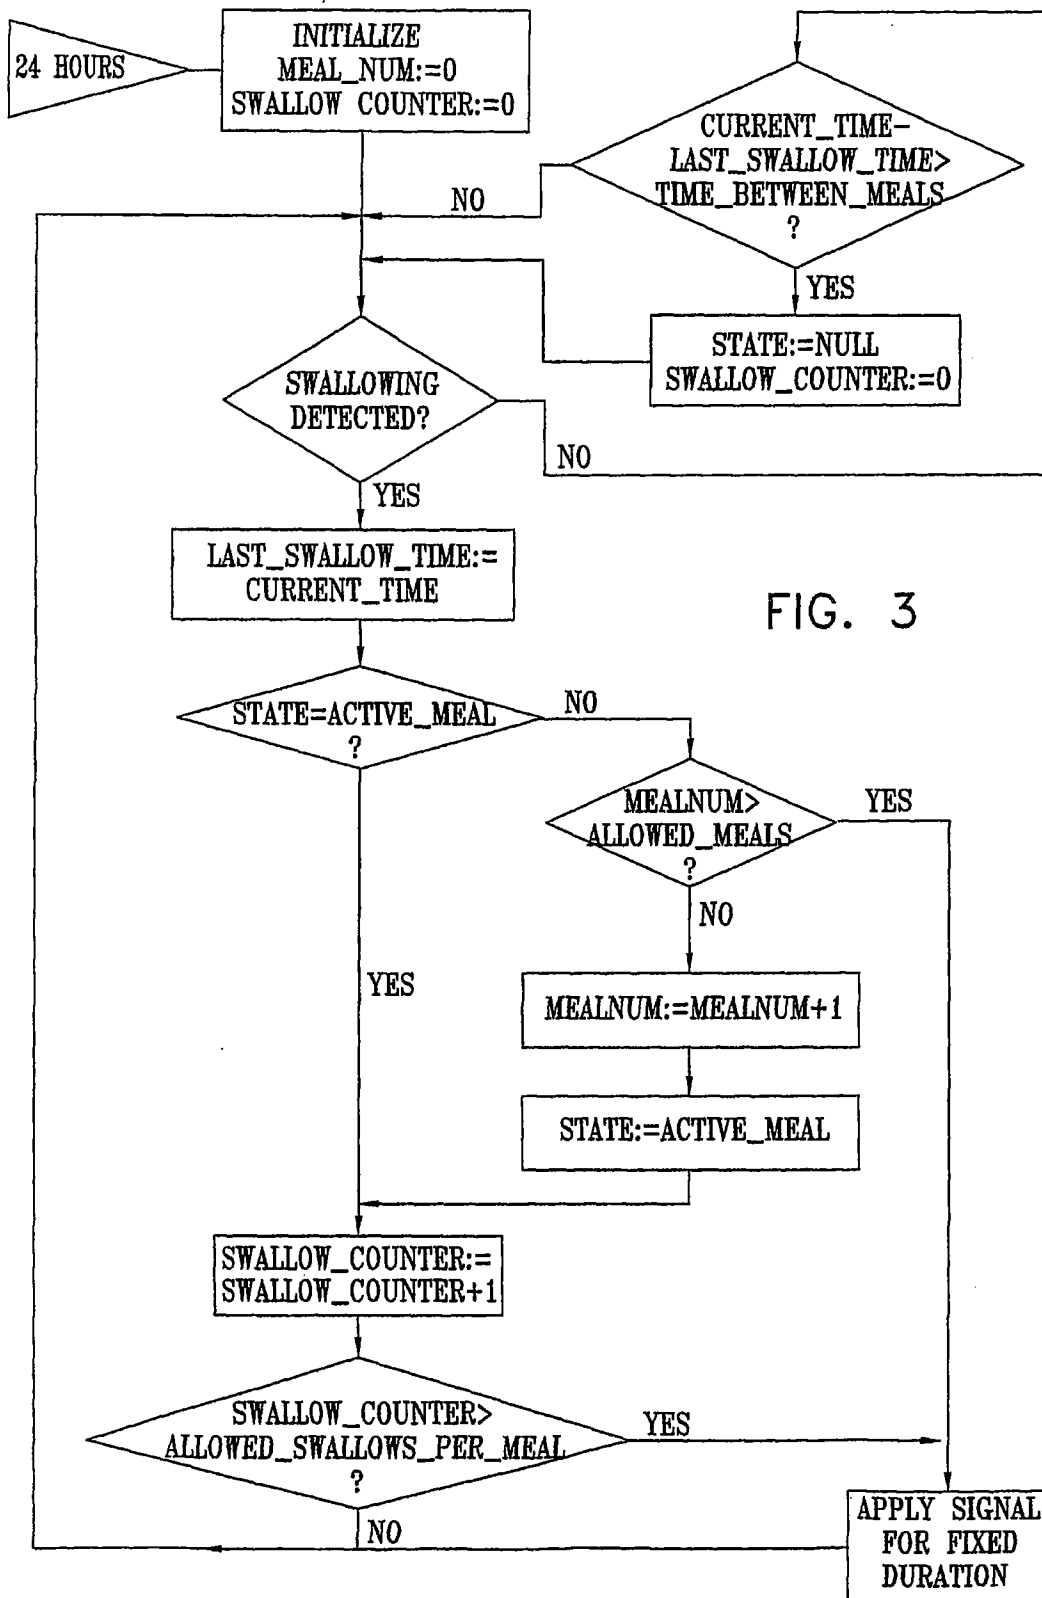 24 HOURS
INITIALIZE
MEAL_NUM:=0
SWALLOW COUNTER:=0
CURRENT_TIME-
LAST_SWALLOW_TIME>
TIME_BETWEEN_MEALS
?
NO
YES
STATE:=NULL
SWALLOW_COUNTER:=0
SWALLOWING
DETECTED?
NO
YES
LAST_SWALLOW_TIME:=
CURRENT_TIME
FIG. 3
STATE=ACTIVE_MEAL
?
NO
MEALNUM>
ALLOWED_MEALS
?
YES
NO
YES
MEALNUM:=MEALNUM+1
STATE:=ACTIVE_MEAL
SWALLOW_COUNTER:=
SWALLOW_COUNTER+1
SWALLOW_COUNTER>
ALLOWED_SWALLOWS_PER_MEAL
?
YES
NO
APPLY SIGNAL
FOR FIXED
DURATION